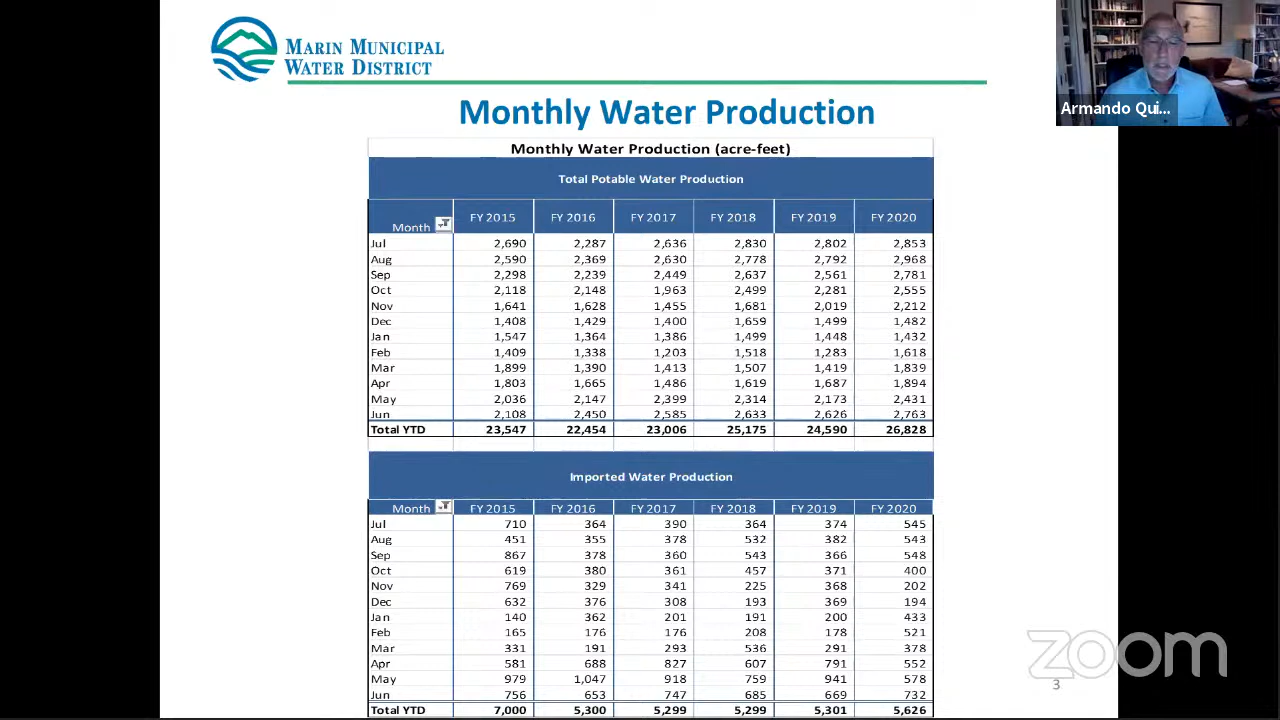 MARIN MUNICIPAL
WATER DISTRICT
Armando Qui...
Monthly Water Production
Monthly Water Production (acre-feet)
Total Potable Water Production
Month FY 2015 FY 2016 FY 2017 FY 2018 FY 2019 FY 2020
Jul 2,690 2,287 2,636 2,830 2,802 2,853
Aug 2,590 2,369 2,630 2,778 2,792 2,968
Sep 2,298 2,239 2,449 2,637 2,561 2,781
Oct 2,118 2,148 1,963 2,499 2,281 2,555
Nov 1,641 1,628 1,455 1,681 2,019 2,212
Dec 1,408 1,429 1,400 1,659 1,499 1,482
Jan 1,547 1,364 1,386 1,499 1,448 1,432
Feb 1,409 1,338 1,203 1,518 1,283 1,618
Mar 1,899 1,390 1,413 1,507 1,419 1,839
Apr 1,803 1,665 1,486 1,619 1,687 1,894
May 2,036 2,147 2,399 2,314 2,173 2,431
Jun 2,108 2,450 2,585 2,633 2,626 2,763
Total YTD 23,547 22,454 23,006 25,175 24,590 26,828
Imported Water Production
Month FY 2015 FY 2016 FY 2017 FY 2018 FY 2019 FY 2020
Jul 710 364 390 364 374 545
Aug 451 355 378 532 382 543
Sep 867 378 360 543 366 548
Oct 619 380 361 457 371 400
Nov 769 329 341 225 368 202
Dec 632 376 308 193 369 194
Jan 140 362 201 191 200 433
Feb 165 176 176 208 178 521
Mar 331 191 293 536 291 378
Apr 581 688 827 607 791 552
May 979 1,047 918 759 941 578
Jun 756 653 747 685 669 732
Total YTD 7,000 5,300 5,299 5,299 5,301 5,626
zoom
3